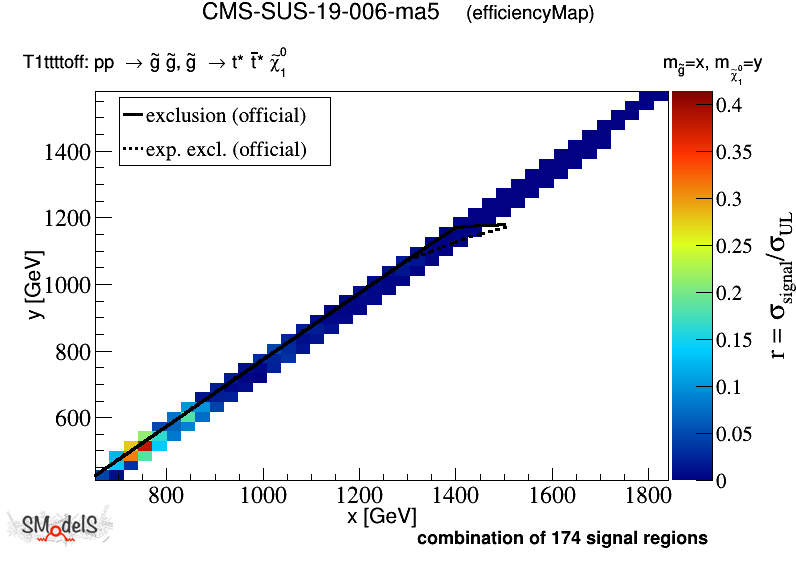 CMS-SUS-19-006-ma5 (efficiencyMap)
T1ttttoff: pp → g̃ g̃, g̃ → t* t̄* χ̃⁰₁
m_g̃=x, m_χ̃⁰₁=y
exclusion (official)
exp. excl. (official)
0.4
0.35
0.3
0.25
0.2
0.15
0.1
0.05
0
r = σ_signal/σ_UL
1400
1200
1000
800
600
y [GeV]
800 1000 1200 1400 1600 1800
x [GeV]
SModelS
combination of 174 signal regions